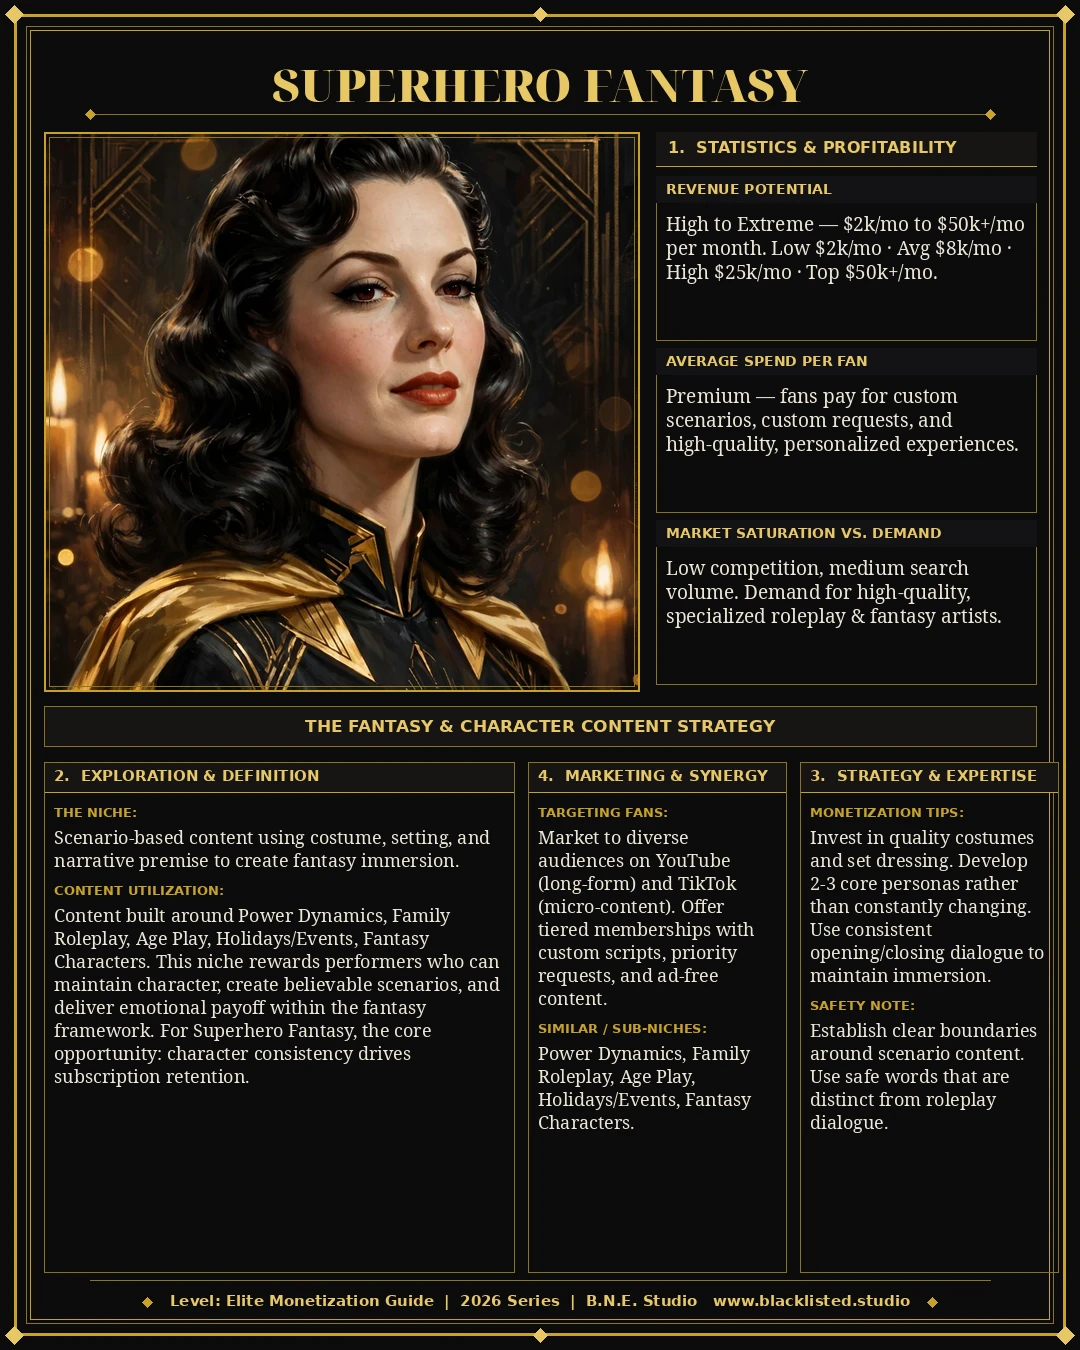 SUPERHERO FANTASY
1. STATISTICS & PROFITABILITY
REVENUE POTENTIAL
High to Extreme — $2k/mo to $50k+/mo
per month. Low $2k/mo · Avg $8k/mo ·
High $25k/mo · Top $50k+/mo.
AVERAGE SPEND PER FAN
Premium — fans pay for custom
scenarios, custom requests, and
high-quality, personalized experiences.
MARKET SATURATION VS. DEMAND
Low competition, medium search
volume. Demand for high-quality,
specialized roleplay & fantasy artists.
THE FANTASY & CHARACTER CONTENT STRATEGY
2. EXPLORATION & DEFINITION
THE NICHE:
Scenario-based content using costume, setting, and
narrative premise to create fantasy immersion.
CONTENT UTILIZATION:
Content built around Power Dynamics, Family
Roleplay, Age Play, Holidays/Events, Fantasy
Characters. This niche rewards performers who can
maintain character, create believable scenarios, and
deliver emotional payoff within the fantasy
framework. For Superhero Fantasy, the core
opportunity: character consistency drives
subscription retention.
4. MARKETING & SYNERGY
TARGETING FANS:
Market to diverse
audiences on YouTube
(long-form) and TikTok
(micro-content). Offer
tiered memberships with
custom scripts, priority
requests, and ad-free
content.
SIMILAR / SUB-NICHES:
Power Dynamics, Family
Roleplay, Age Play,
Holidays/Events, Fantasy
Characters.
3. STRATEGY & EXPERTISE
MONETIZATION TIPS:
Invest in quality costumes
and set dressing. Develop
2-3 core personas rather
than constantly changing.
Use consistent
opening/closing dialogue to
maintain immersion.
SAFETY NOTE:
Establish clear boundaries
around scenario content.
Use safe words that are
distinct from roleplay
dialogue.
Level: Elite Monetization Guide | 2026 Series | B.N.E. Studio www.blacklisted.studio